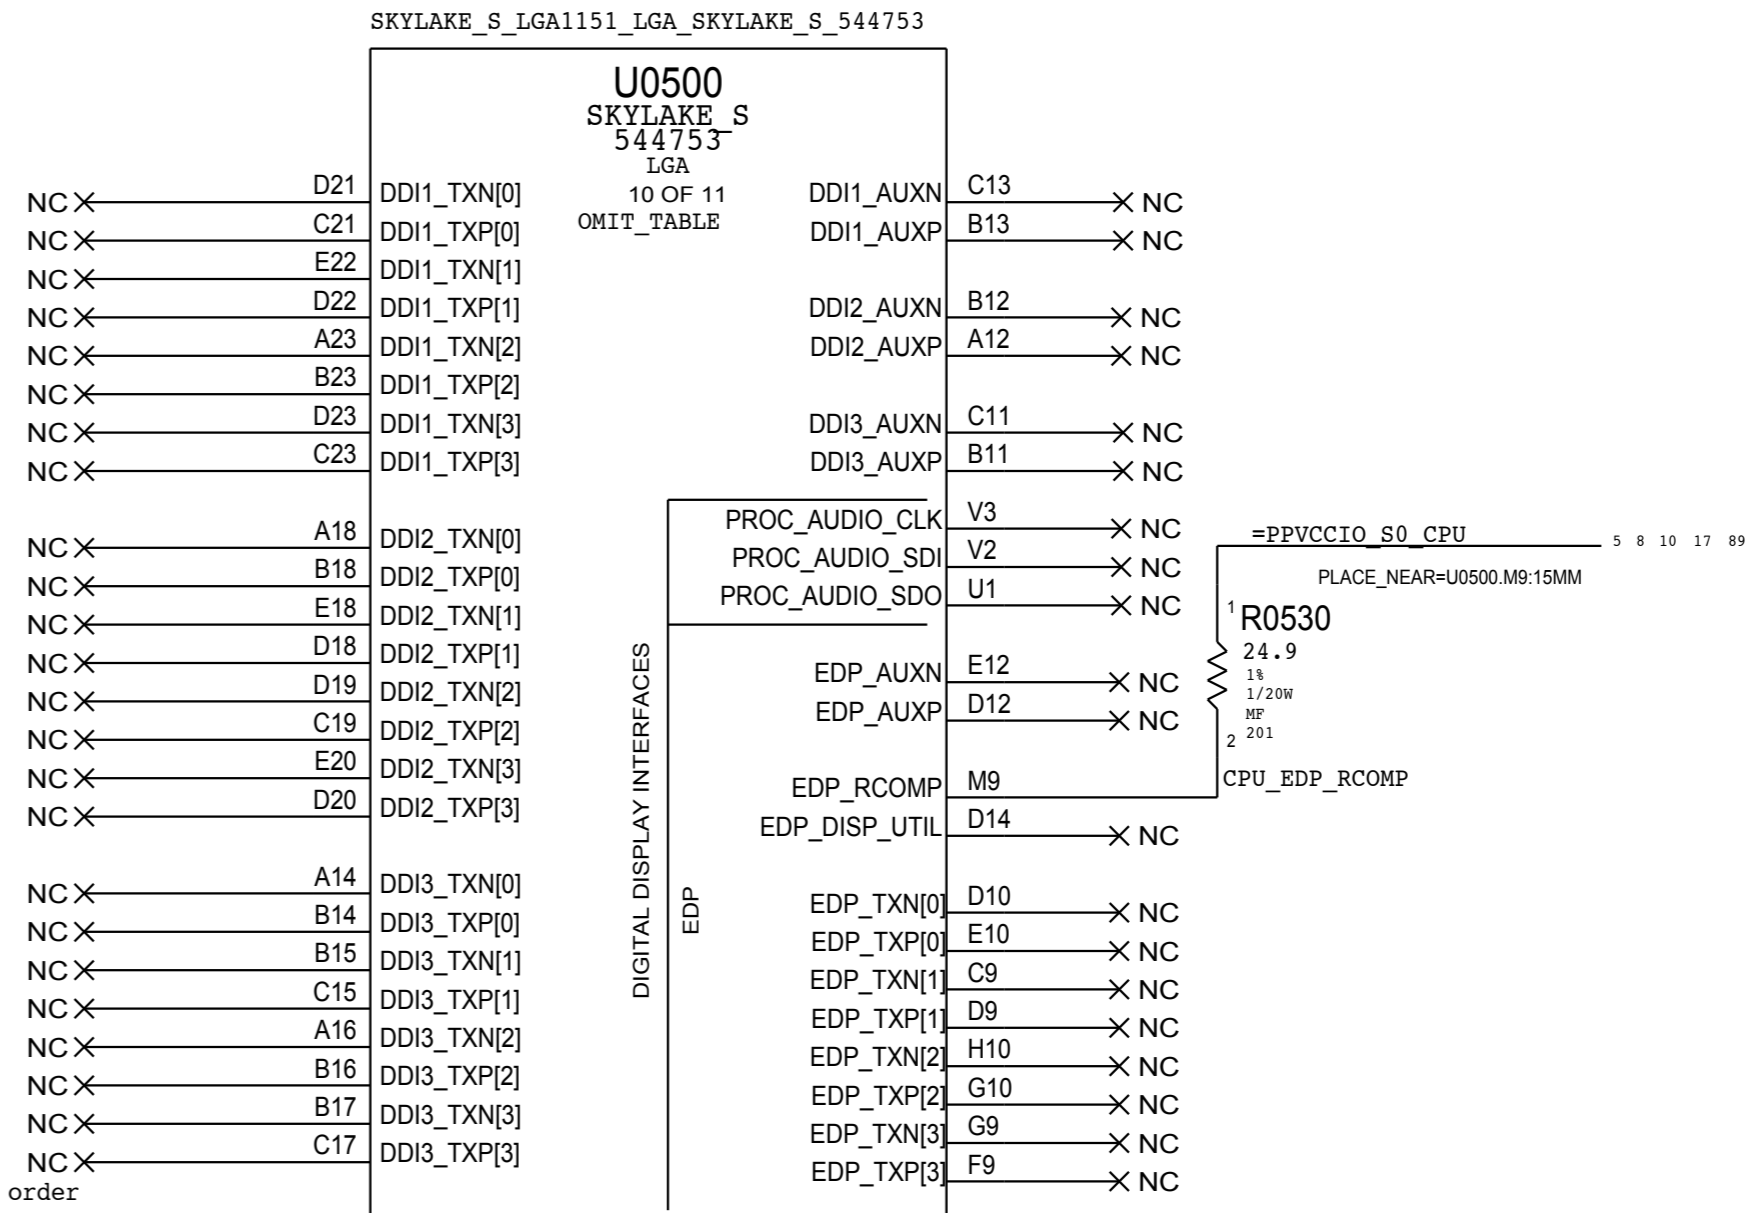 SKYLAKE_S_LGA1151_LGA_SKYLAKE_S_544753
U0500
SKYLAKE_S
544753
LGA
10 OF 11
OMIT_TABLE
NC D21 DDI1_TXN[0]
NC C21 DDI1_TXP[0]
NC E22 DDI1_TXN[1]
NC D22 DDI1_TXP[1]
NC A23 DDI1_TXN[2]
NC B23 DDI1_TXP[2]
NC D23 DDI1_TXN[3]
NC C23 DDI1_TXP[3]
NC A18 DDI2_TXN[0]
NC B18 DDI2_TXP[0]
NC E18 DDI2_TXN[1]
NC D18 DDI2_TXP[1]
NC D19 DDI2_TXN[2]
NC C19 DDI2_TXP[2]
NC E20 DDI2_TXN[3]
NC D20 DDI2_TXP[3]
NC A14 DDI3_TXN[0]
NC B14 DDI3_TXP[0]
NC B15 DDI3_TXN[1]
NC C15 DDI3_TXP[1]
NC A16 DDI3_TXN[2]
NC B16 DDI3_TXP[2]
NC B17 DDI3_TXN[3]
NC C17 DDI3_TXP[3]
order
DIGITAL DISPLAY INTERFACES
EDP
DDI1_AUXN C13 NC
DDI1_AUXP B13 NC
DDI2_AUXN B12 NC
DDI2_AUXP A12 NC
DDI3_AUXN C11 NC
DDI3_AUXP B11 NC
PROC_AUDIO_CLK V3 NC
PROC_AUDIO_SDI V2 NC
PROC_AUDIO_SDO U1 NC
EDP_AUXN E12 NC
EDP_AUXP D12 NC
EDP_RCOMP M9
EDP_DISP_UTIL D14 NC
EDP_TXN[0] D10 NC
EDP_TXP[0] E10 NC
EDP_TXN[1] C9 NC
EDP_TXP[1] D9 NC
EDP_TXN[2] H10 NC
EDP_TXP[2] G10 NC
EDP_TXN[3] G9 NC
EDP_TXP[3] F9 NC
=PPVCCIO_S0_CPU 5 8 10 17 89
PLACE_NEAR=U0500.M9:15MM
1
R0530
24.9
1%
1/20W
MF
201
2
CPU_EDP_RCOMP